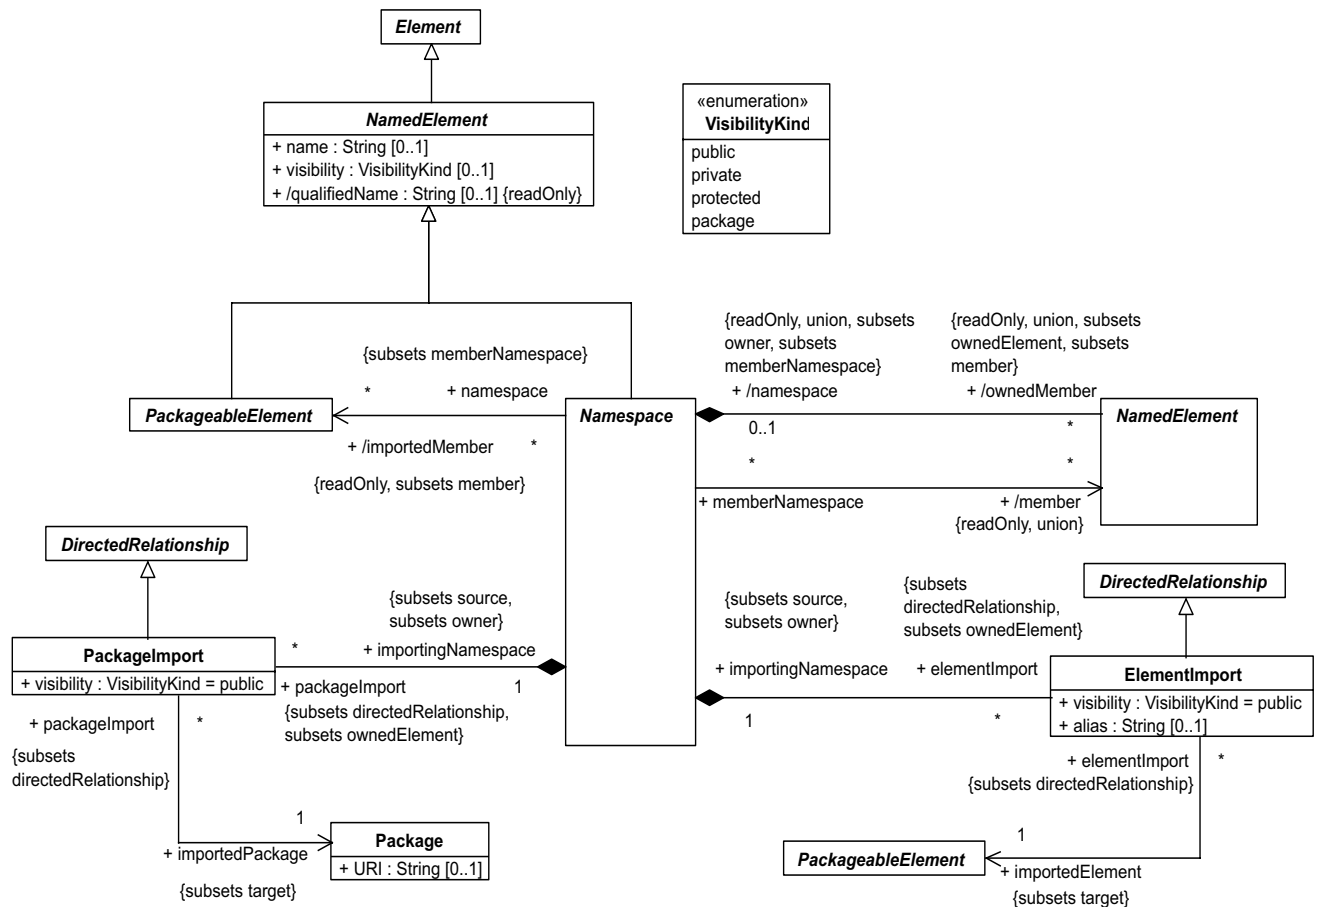 Element
NamedElement
+ name : String [0..1]
+ visibility : VisibilityKind [0..1]
+ /qualifiedName : String [0..1] {readOnly}
«enumeration»
VisibilityKind
public
private
protected
package
{subsets memberNamespace}
*
+ namespace
PackageableElement
+ /importedMember
*
{readOnly, subsets member}
Namespace
{readOnly, union, subsets
owner, subsets
memberNamespace}
+ /namespace
0..1
{readOnly, union, subsets
ownedElement, subsets
member}
+ /ownedMember
*
NamedElement
*
*
+ memberNamespace
+ /member
{readOnly, union}
DirectedRelationship
PackageImport
+ visibility : VisibilityKind = public
{subsets source,
subsets owner}
*
+ importingNamespace
+ packageImport
1
{subsets directedRelationship,
subsets ownedElement}
+ packageImport
*
{subsets
directedRelationship}
1
+ importedPackage
{subsets target}
Package
+ URI : String [0..1]
{subsets source,
subsets owner}
+ importingNamespace
1
{subsets
directedRelationship,
subsets ownedElement}
+ elementImport
*
DirectedRelationship
ElementImport
+ visibility : VisibilityKind = public
+ alias : String [0..1]
+ elementImport
*
{subsets directedRelationship}
1
PackageableElement
+ importedElement
{subsets target}